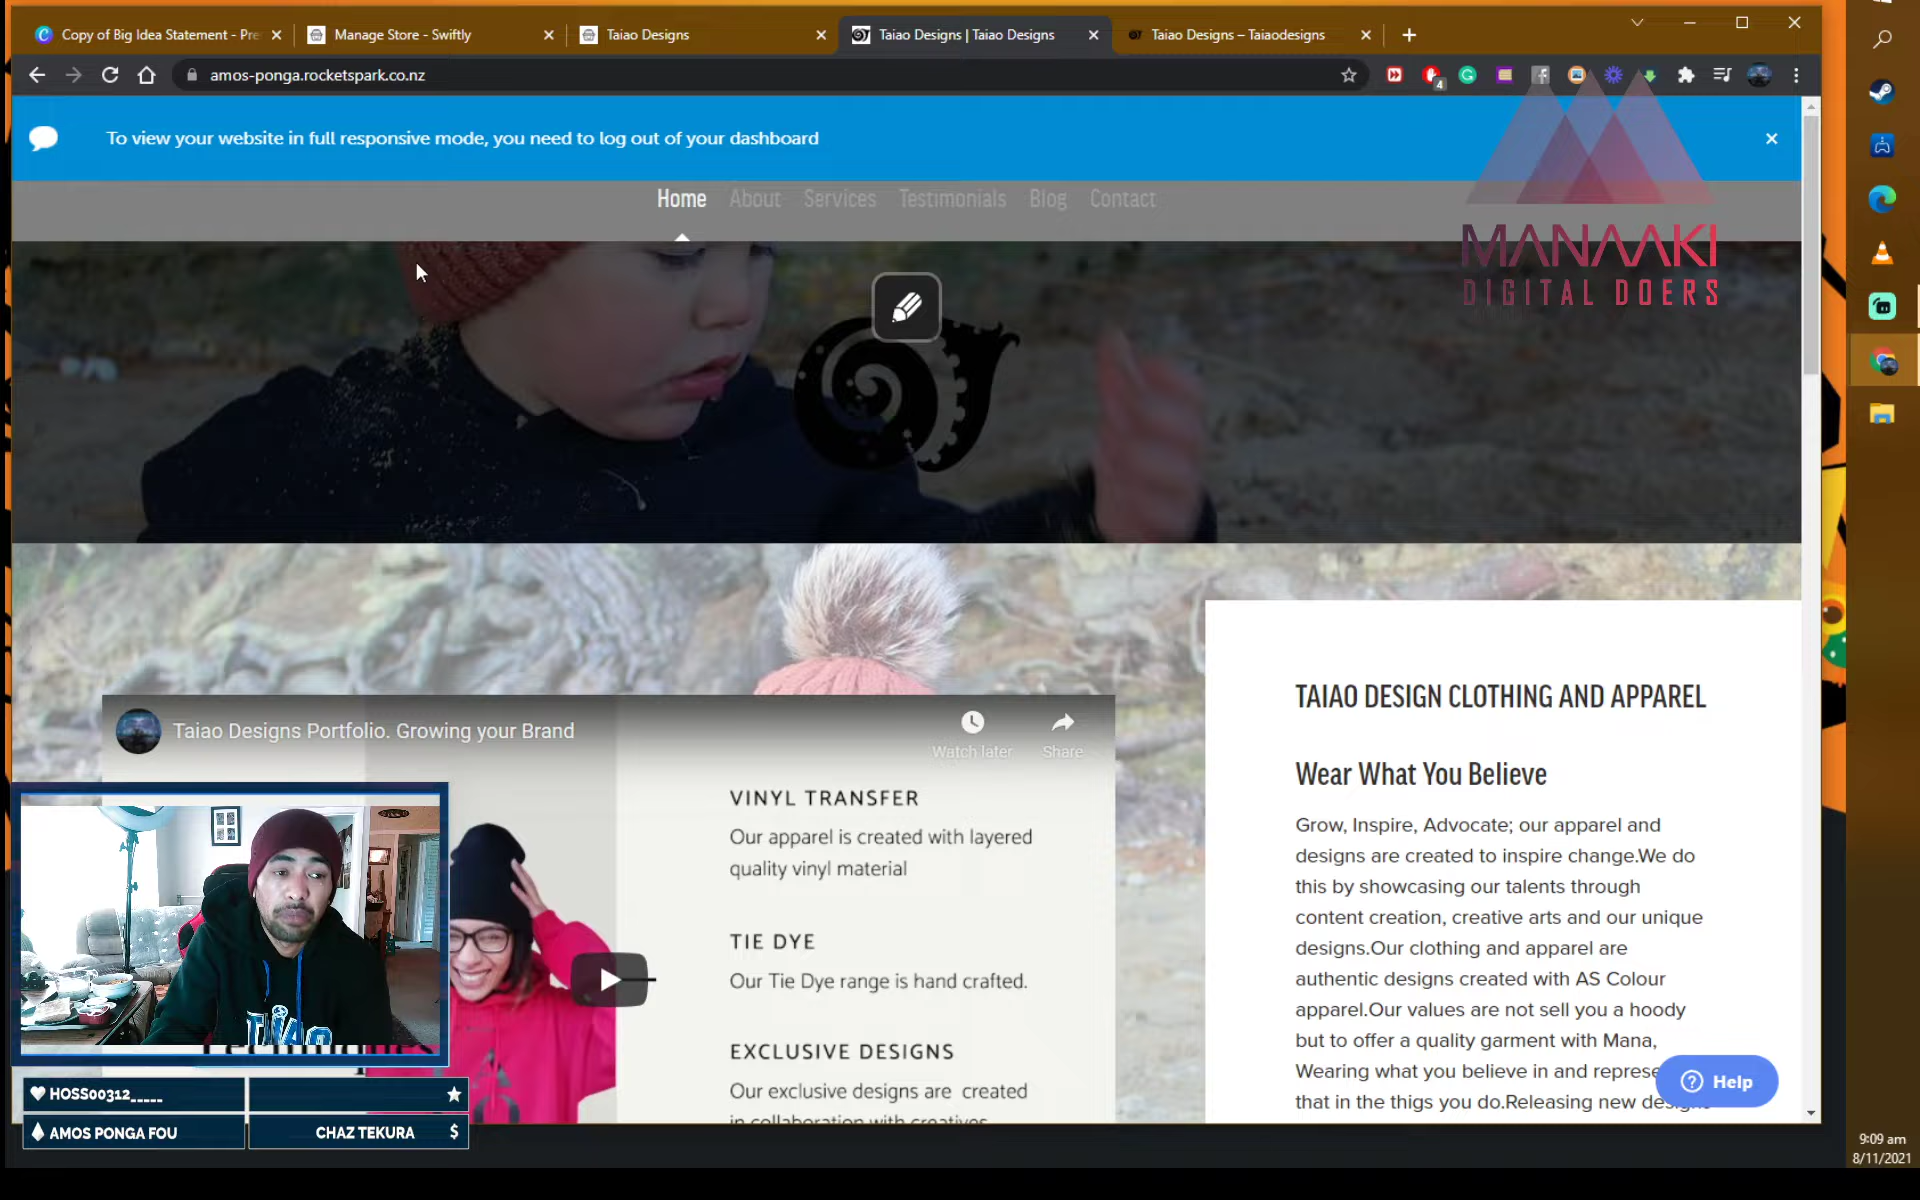 Copy of Big Idea Statement - Pre
Manage Store - Swiftly
Taiao Designs
Taiao Designs | Taiao Designs
Taiao Designs – Taiaodesigns
amos-ponga.rocketspark.co.nz
4
To view your website in full responsive mode, you need to log out of your dashboard
Home About Services Testimonials Blog Contact
MANAAKI
DIGITAL DOERS
Taiao Designs Portfolio. Growing your Brand
Watch later
Share
VINYL TRANSFER
Our apparel is created with layered
quality vinyl material
TIE DYE
Our Tie Dye range is hand crafted.
EXCLUSIVE DESIGNS
Our exclusive designs are created
in collaboration with creatives
TAIAO DESIGN CLOTHING AND APPAREL
Wear What You Believe
Grow, Inspire, Advocate; our apparel and
designs are created to inspire change.We do
this by showcasing our talents through
content creation, creative arts and our unique
designs.Our clothing and apparel are
authentic designs created with AS Colour
apparel.Our values are not sell you a hoody
but to offer a quality garment with Mana,
Wearing what you believe in and represe
that in the thigs you do.Releasing new designs
Help
TAIAO
HOSS00312_____
AMOS PONGA FOU
CHAZ TEKURA $
9:09 am
8/11/2021